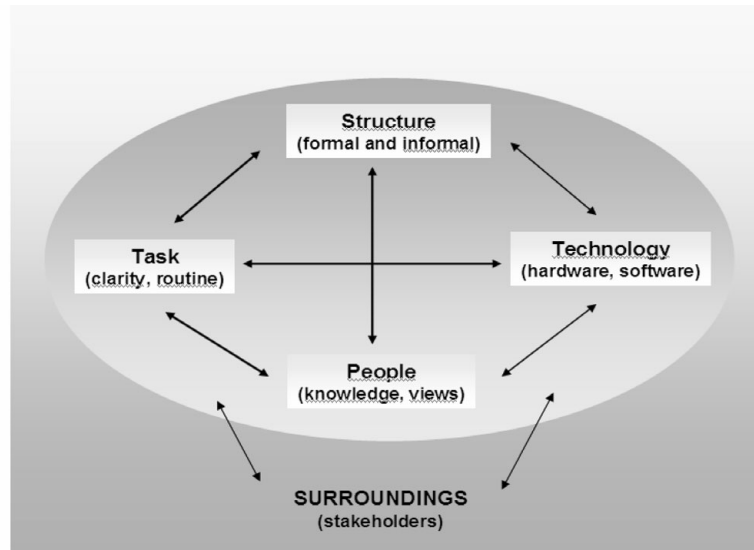 Structure
(formal and informal)
Task
(clarity, routine)
Technology
(hardware, software)
People
(knowledge, views)
SURROUNDINGS
(stakeholders)